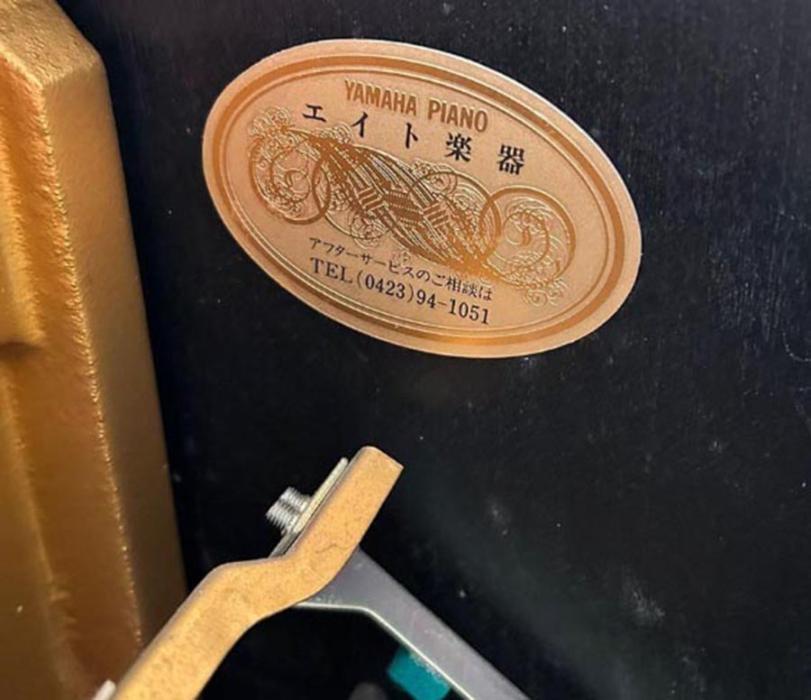 YAMAHA PIANO
エイト楽器
アフターサービスのご相談は
TEL(0423)94-1051